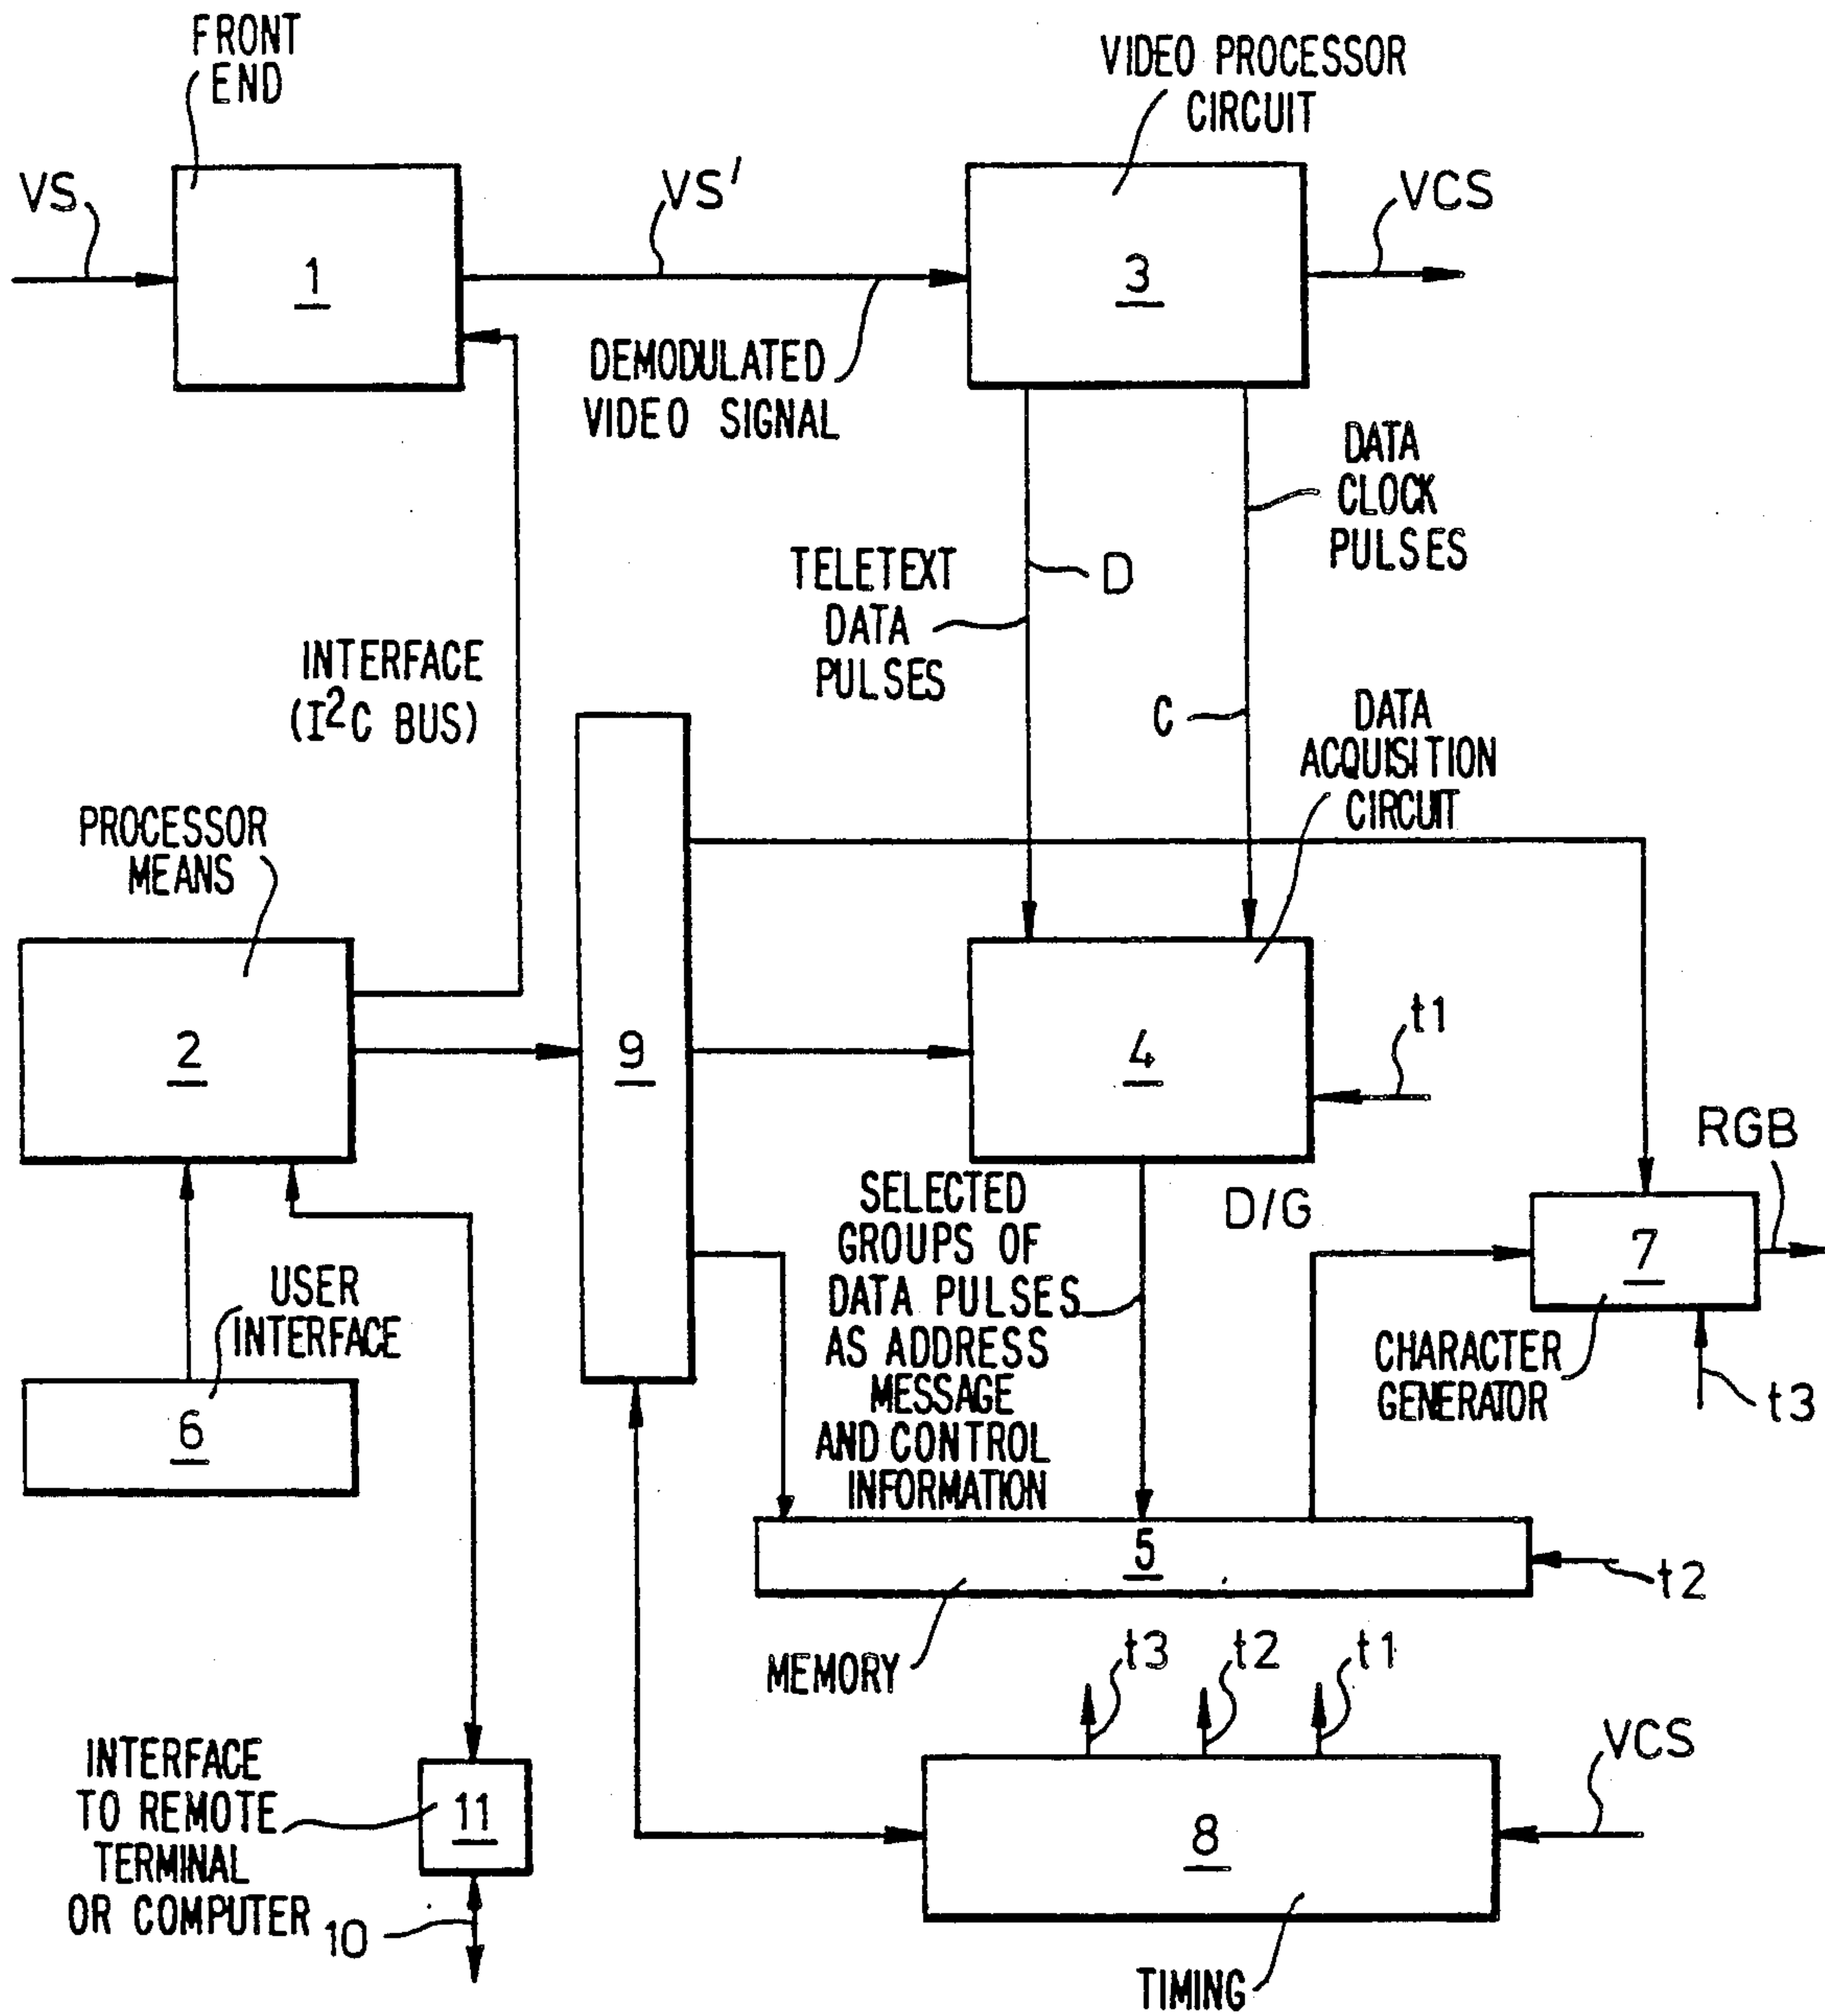 FRONT
END
VIDEO PROCESSOR
CIRCUIT
VS
VS'
VCS
1
3
DEMODULATED
VIDEO SIGNAL
DATA
CLOCK
PULSES
TELETEXT
DATA
PULSES
D
INTERFACE
(I²C BUS)
C
DATA
ACQUISITION
CIRCUIT
PROCESSOR
MEANS
2
9
4
t1
RGB
SELECTED
GROUPS OF
DATA PULSES
AS ADDRESS
MESSAGE
AND CONTROL
INFORMATION
D/G
7
USER
INTERFACE
CHARACTER
GENERATOR
t3
6
5
t2
MEMORY
t3
t2
t1
VCS
INTERFACE
TO REMOTE
TERMINAL
OR COMPUTER
11
10
8
TIMING